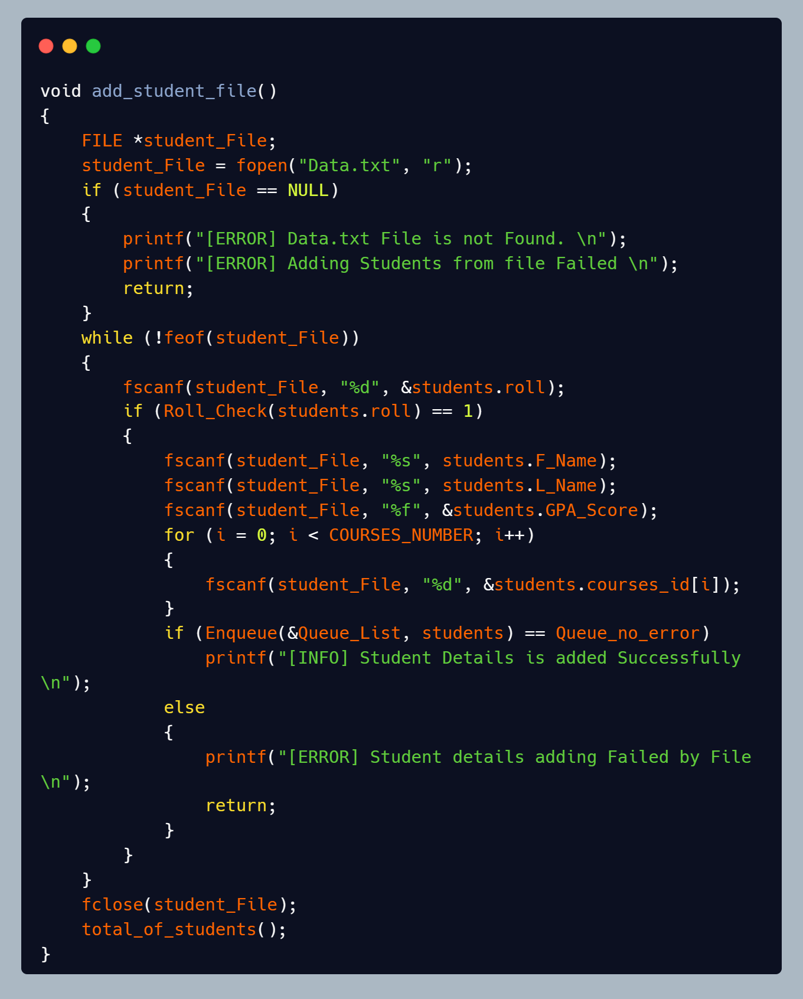 void add_student_file()
{
    FILE *student_File;
    student_File = fopen("Data.txt", "r");
    if (student_File == NULL)
    {
        printf("[ERROR] Data.txt File is not Found. \n");
        printf("[ERROR] Adding Students from file Failed \n");
        return;
    }
    while (!feof(student_File))
    {
        fscanf(student_File, "%d", &students.roll);
        if (Roll_Check(students.roll) == 1)
        {
            fscanf(student_File, "%s", students.F_Name);
            fscanf(student_File, "%s", students.L_Name);
            fscanf(student_File, "%f", &students.GPA_Score);
            for (i = 0; i < COURSES_NUMBER; i++)
            {
                fscanf(student_File, "%d", &students.courses_id[i]);
            }
            if (Enqueue(&Queue_List, students) == Queue_no_error)
                printf("[INFO] Student Details is added Successfully
\n");
            else
            {
                printf("[ERROR] Student details adding Failed by File
\n");
                return;
            }
        }
    }
    fclose(student_File);
    total_of_students();
}